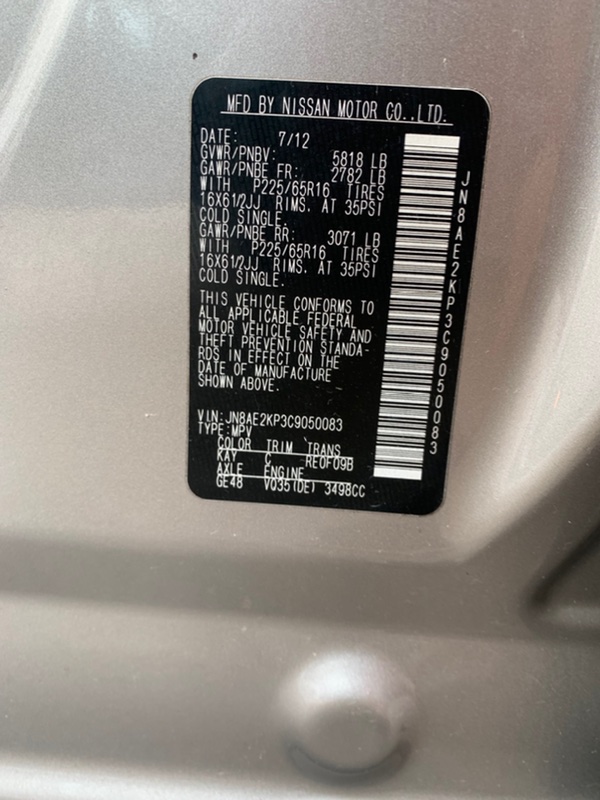 MFD BY NISSAN MOTOR CO.,LTD.
DATE: 7/12
GVWR/PNBV: 5818 LB
GAWR/PNBE FR: 2782 LB
WITH P225/65R16 TIRES
16X61/2JJ RIMS. AT 35PSI
COLD SINGLE.
GAWR/PNBE RR: 3071 LB
WITH P225/65R16 TIRES
16X61/2JJ RIMS. AT 35PSI
COLD SINGLE.
THIS VEHICLE CONFORMS TO
ALL APPLICABLE FEDERAL
MOTOR VEHICLE SAFETY AND
THEFT PREVENTION STANDA-
RDS IN EFFECT ON THE
DATE OF MANUFACTURE
SHOWN ABOVE.
VIN:JN8AE2KP3C9050083
TYPE:MPV
COLOR TRIM TRANS
KAY C RE0F09B
AXLE ENGINE
GE48 VQ35(DE) 3498CC
JN8AE2KP3C9050083